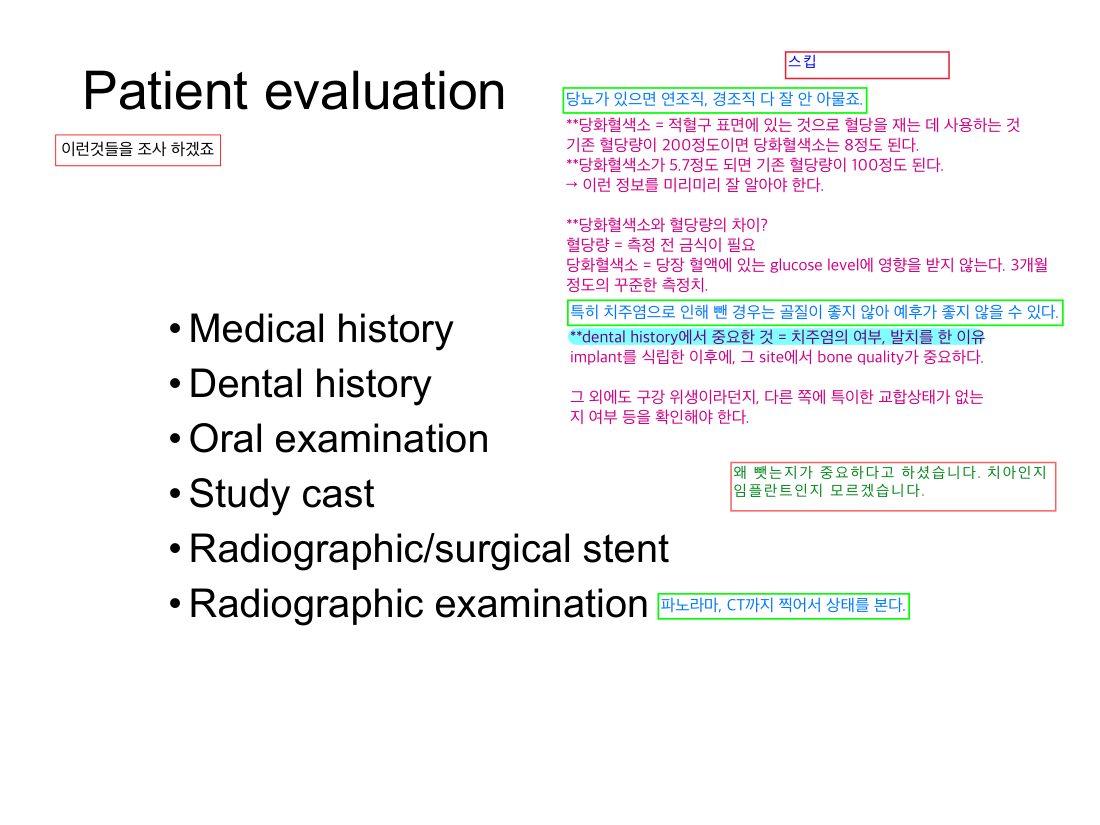 Patient evaluation
이런것들을 조사 하겠죠
스킵
당뇨가 있으면 연조직, 경조직 다 잘 안 아물죠.
**당화혈색소 = 적혈구 표면에 있는 것으로 혈당을 재는 데 사용하는 것
기존 혈당량이 200정도이면 당화혈색소는 8정도 된다.
**당화혈색소가 5.7정도 되면 기존 혈당량이 100정도 된다.
→ 이런 정보를 미리미리 잘 알아야 한다.
**당화혈색소와 혈당량의 차이?
혈당량 = 측정 전 금식이 필요
당화혈색소 = 당장 혈액에 있는 glucose level에 영향을 받지 않는다. 3개월
정도의 꾸준한 측정치.
특히 치주염으로 인해 뺀 경우는 골질이 좋지 않아 예후가 좋지 않을 수 있다.
**dental history에서 중요한 것 = 치주염의 여부, 발치를 한 이유
implant를 식립한 이후에, 그 site에서 bone quality가 중요하다.
그 외에도 구강 위생이라던지, 다른 쪽에 특이한 교합상태가 없는
지 여부 등을 확인해야 한다.
왜 뺏는지가 중요하다고 하셨습니다. 치아인지
임플란트인지 모르겠습니다.
• Medical history
• Dental history
• Oral examination
• Study cast
• Radiographic/surgical stent
• Radiographic examination
파노라마, CT까지 찍어서 상태를 본다.